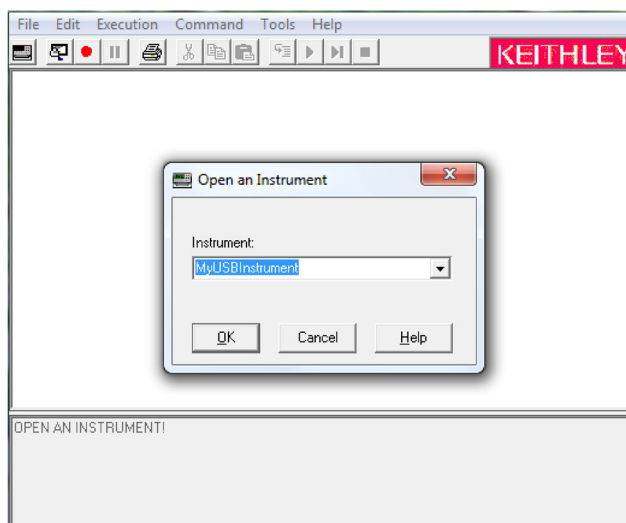 File Edit Execution Command Tools Help
KEITHLEY
Open an Instrument
Instrument:
MyUSBInstrument
OK Cancel Help
OPEN AN INSTRUMENT!